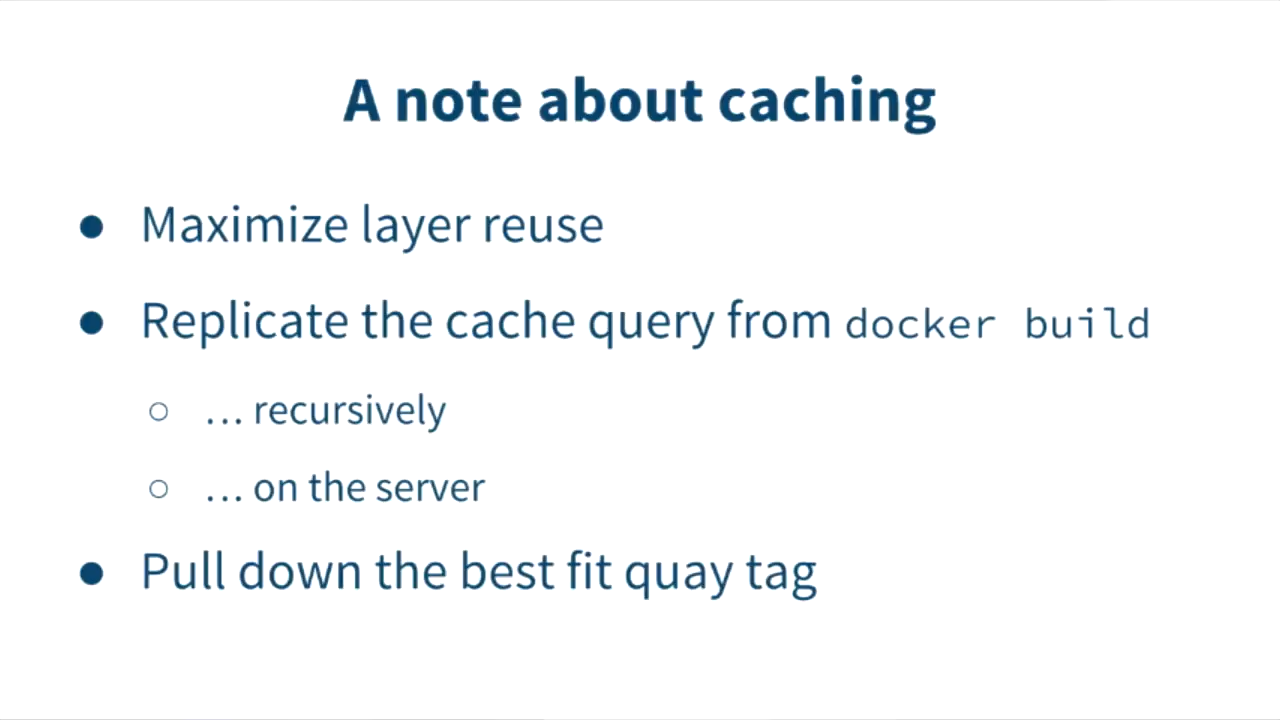 A note about caching
● Maximize layer reuse
● Replicate the cache query from docker build
○ … recursively
○ … on the server
● Pull down the best fit quay tag